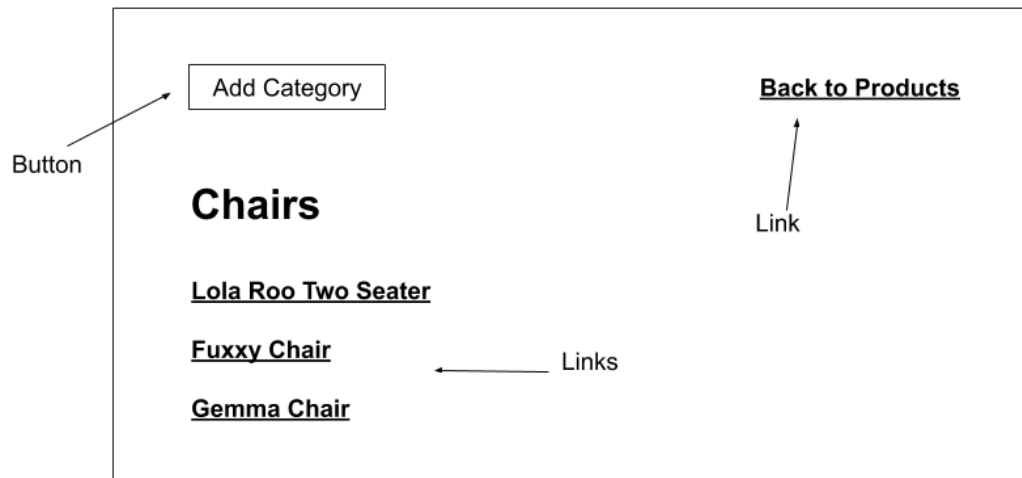 Add Category
Back to Products
Button
Chairs
Link
Lola Roo Two Seater
Fuxxy Chair
Links
Gemma Chair